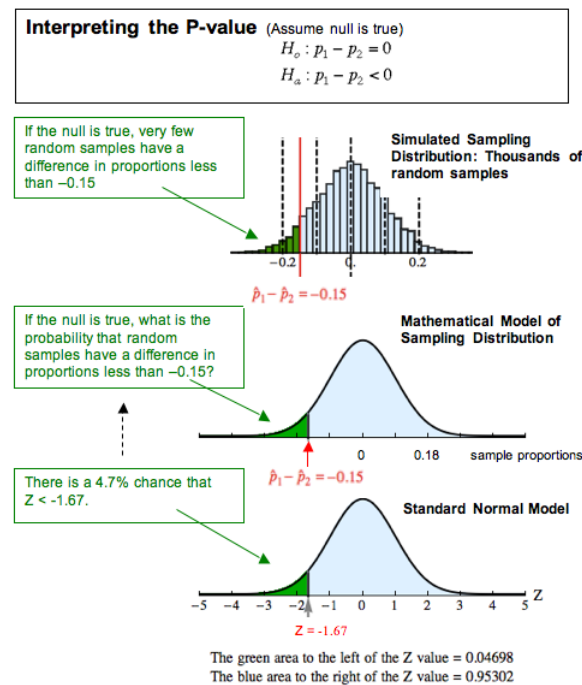 Interpreting the P-value (Assume null is true)
Hₒ : p₁ − p₂ = 0
Hₐ : p₁ − p₂ < 0
If the null is true, very few
random samples have a
difference in proportions less
than −0.15
Simulated Sampling
Distribution: Thousands of
random samples
−0.2 0. 0.2
p̂₁ − p̂₂ = −0.15
If the null is true, what is the
probability that random
samples have a difference in
proportions less than −0.15?
Mathematical Model of
Sampling Distribution
0 0.18 sample proportions
p̂₁ − p̂₂ = −0.15
There is a 4.7% chance that
Z < -1.67.
Standard Normal Model
−5 −4 −3 −2 −1 0 1 2 3 4 5 Z
Z = -1.67
The green area to the left of the Z value = 0.04698
The blue area to the right of the Z value = 0.95302